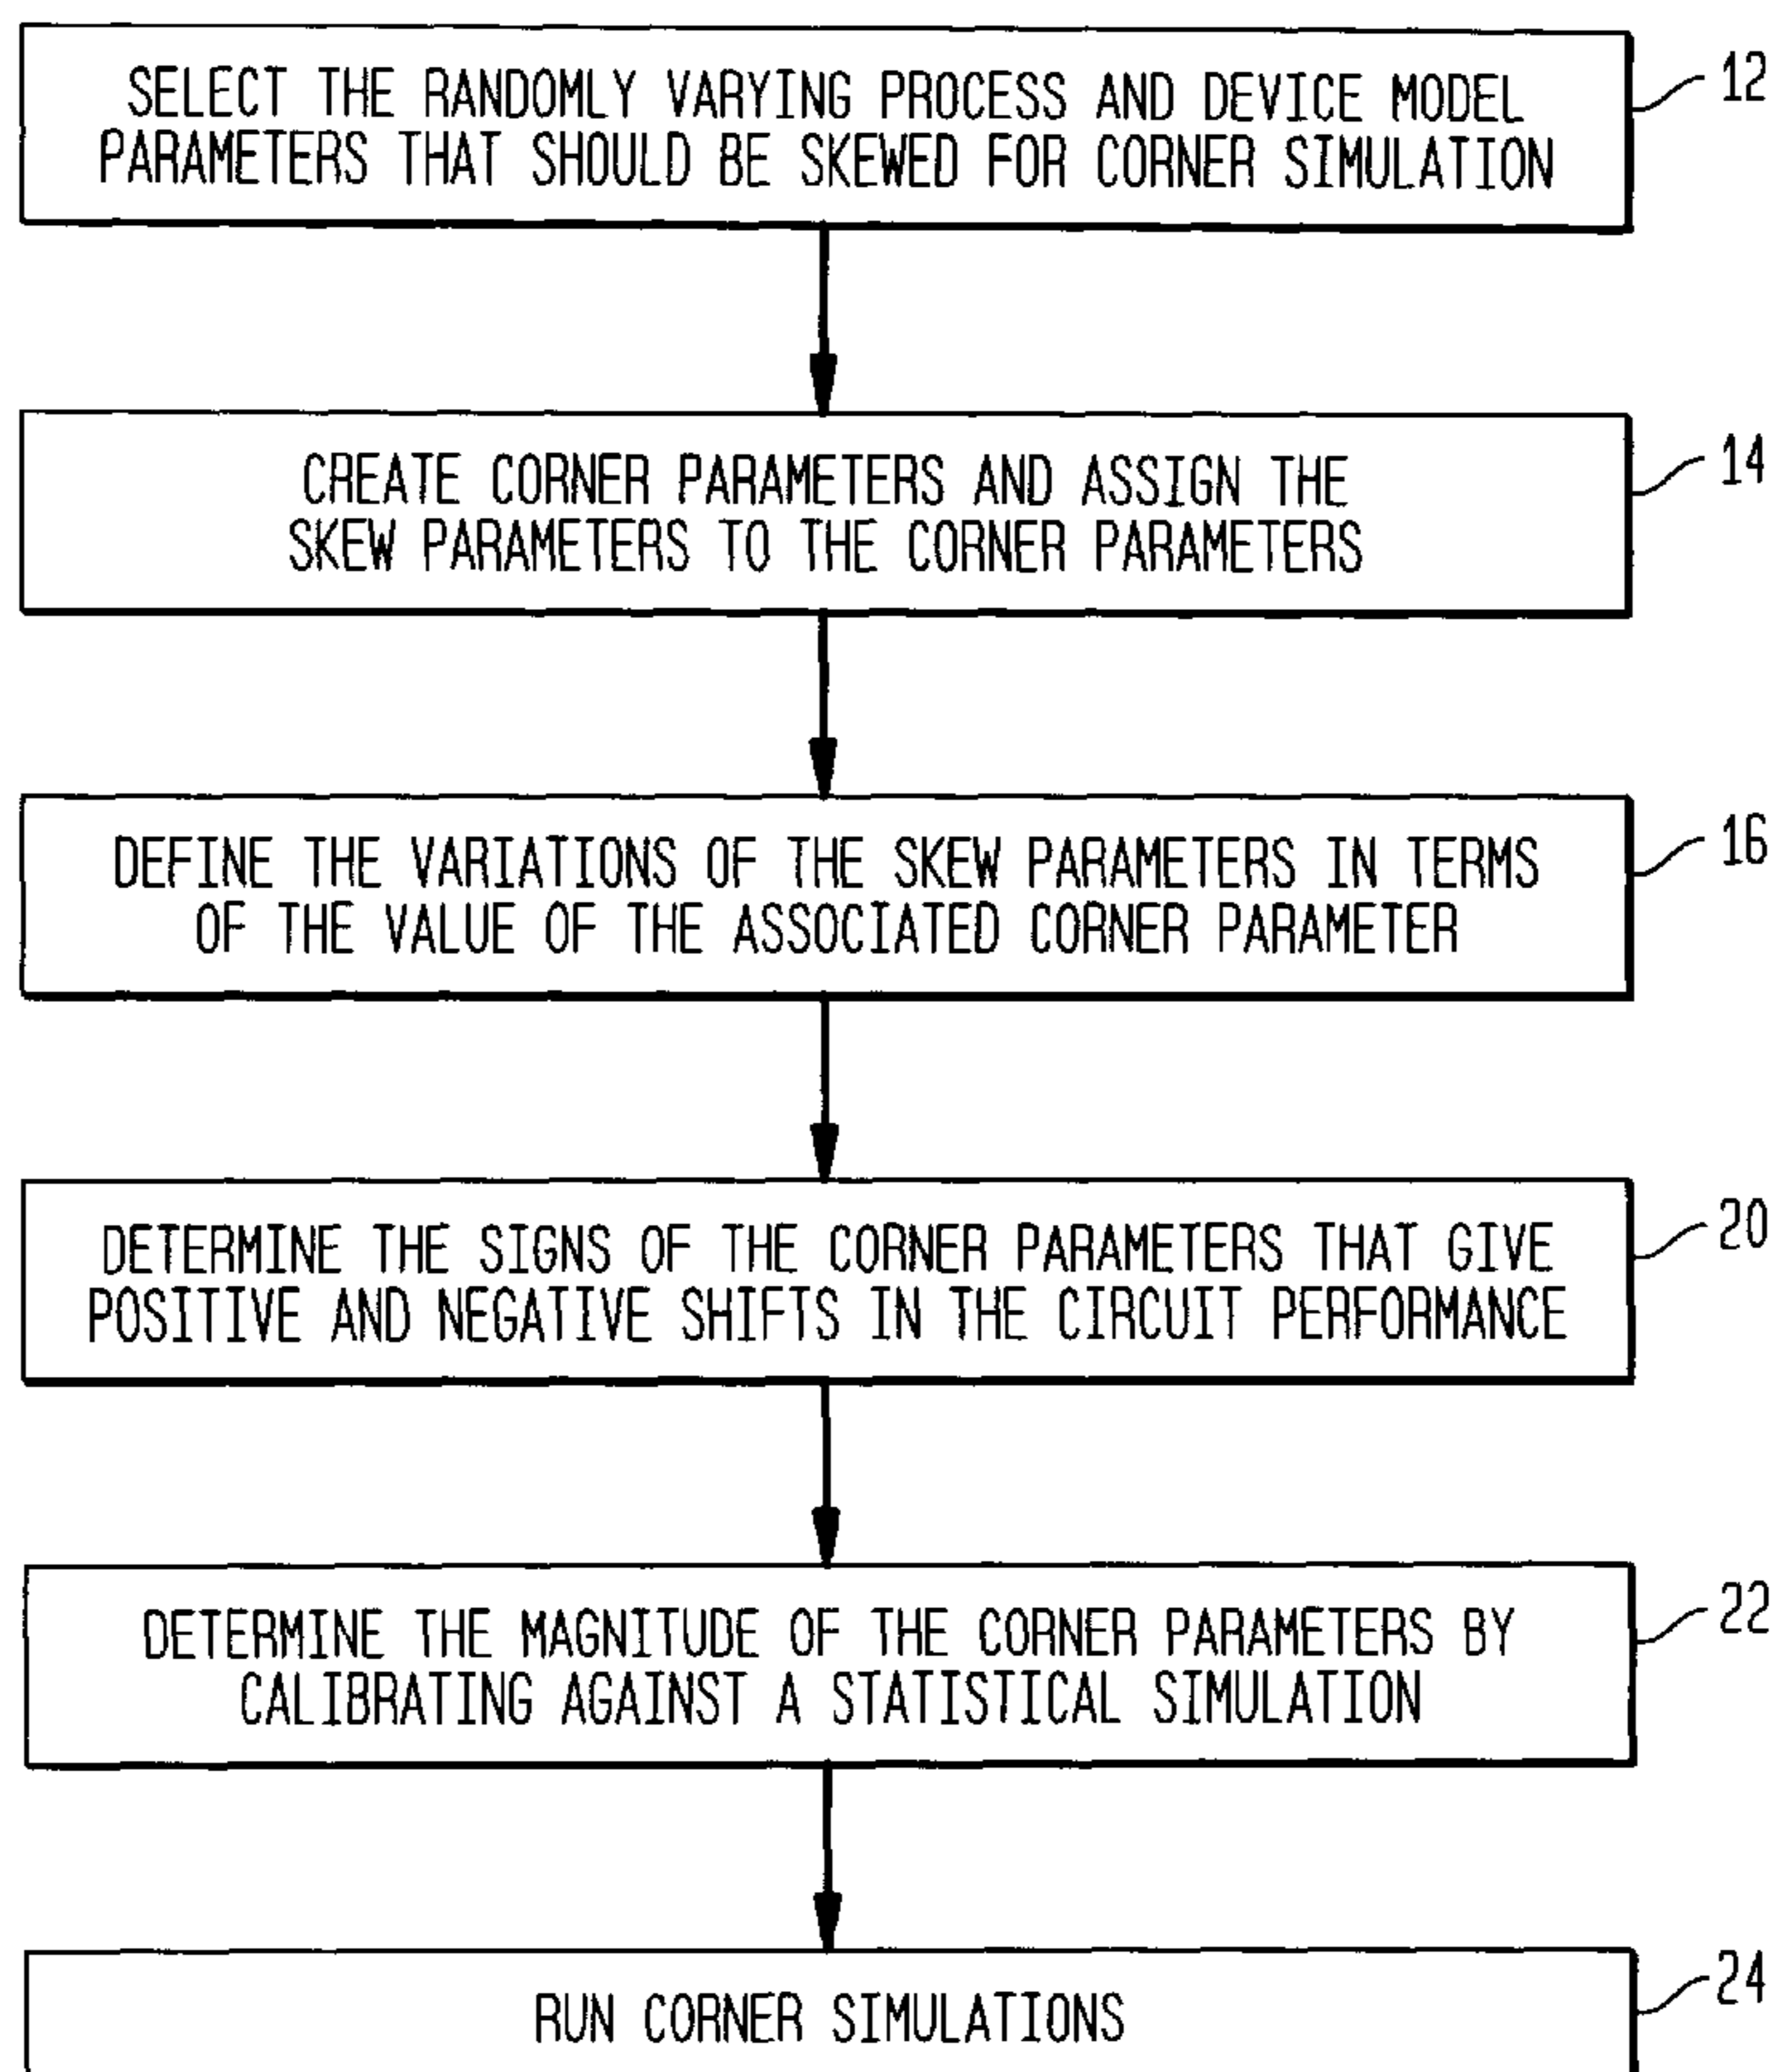 SELECT THE RANDOMLY VARYING PROCESS AND DEVICE MODEL
PARAMETERS THAT SHOULD BE SKEWED FOR CORNER SIMULATION
12
CREATE CORNER PARAMETERS AND ASSIGN THE
SKEW PARAMETERS TO THE CORNER PARAMETERS
14
DEFINE THE VARIATIONS OF THE SKEW PARAMETERS IN TERMS
OF THE VALUE OF THE ASSOCIATED CORNER PARAMETER
16
DETERMINE THE SIGNS OF THE CORNER PARAMETERS THAT GIVE
POSITIVE AND NEGATIVE SHIFTS IN THE CIRCUIT PERFORMANCE
20
DETERMINE THE MAGNITUDE OF THE CORNER PARAMETERS BY
CALIBRATING AGAINST A STATISTICAL SIMULATION
22
RUN CORNER SIMULATIONS
24